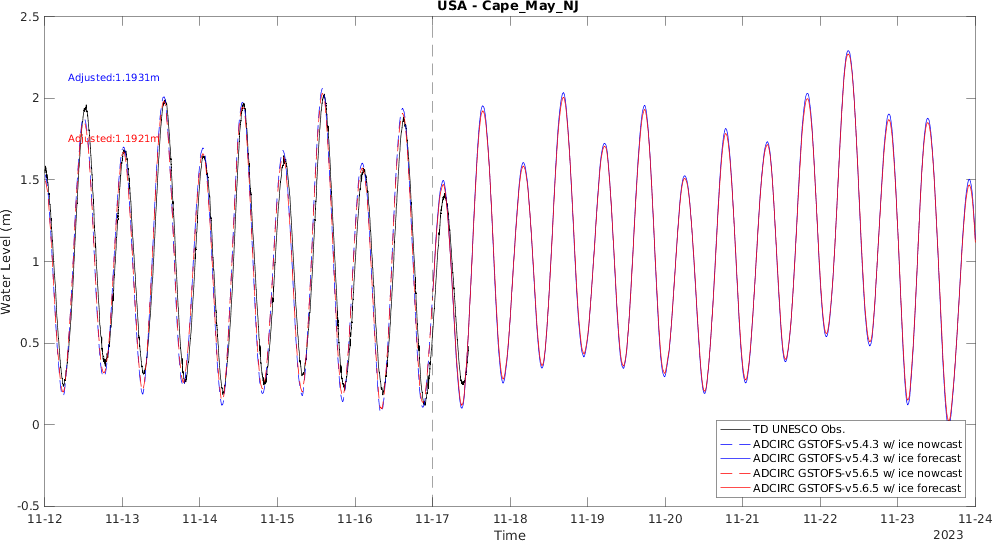 USA - Cape_May_NJ
2.5
2
1.5
1
0.5
0
-0.5
Water Level (m)
Adjusted:1.1931m
Adjusted:1.1921m
TD UNESCO Obs.
ADCIRC GSTOFS-v5.4.3 w/ ice nowcast
ADCIRC GSTOFS-v5.4.3 w/ ice forecast
ADCIRC GSTOFS-v5.6.5 w/ ice nowcast
ADCIRC GSTOFS-v5.6.5 w/ ice forecast
11-12 11-13 11-14 11-15 11-16 11-17 11-18 11-19 11-20 11-21 11-22 11-23 11-24
Time
2023